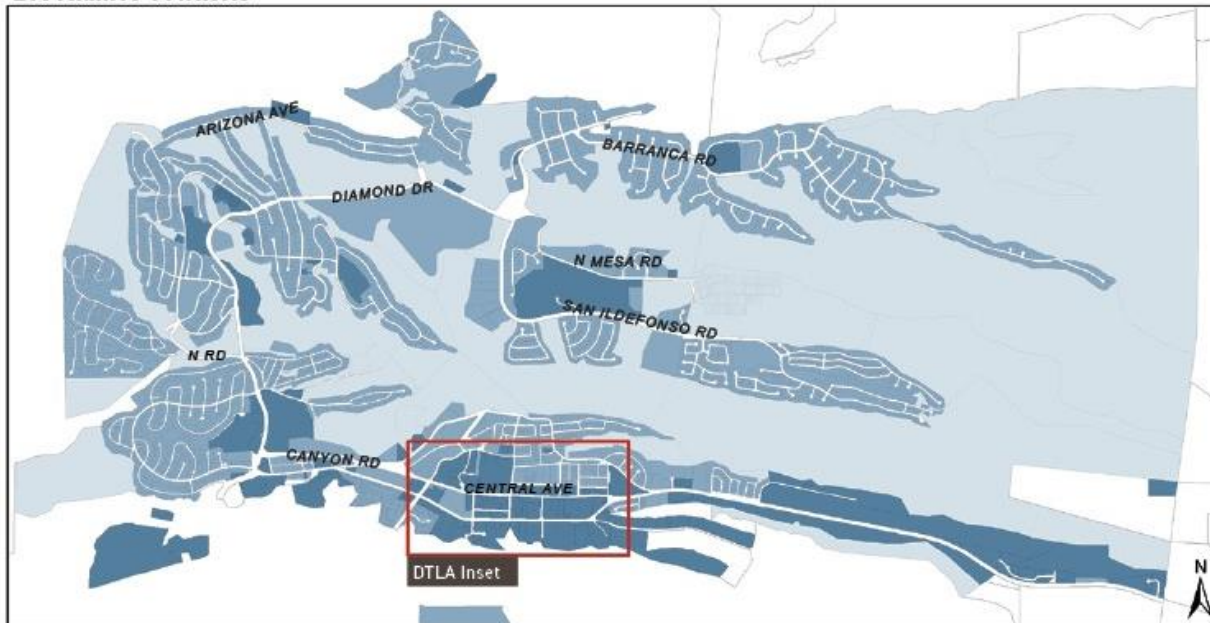 ARIZONA AVE
BARRANCA RD
DIAMOND DR
N MESA RD
SAN ILDEFONSO RD
N RD
CANYON RD
CENTRAL AVE
DTLA Inset
N